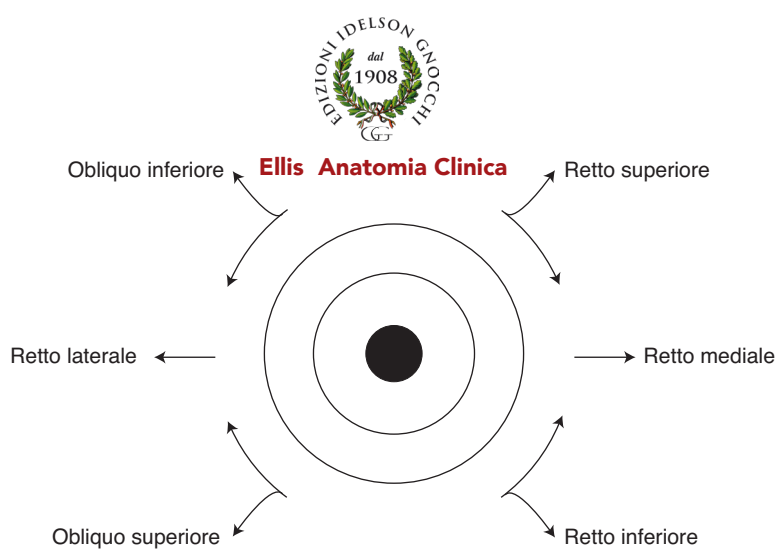 EDIZIONI IDELSON GNOCCHI
dal
1908
CGG
Ellis Anatomia Clinica
Obliquo inferiore
Retto superiore
Retto laterale
Retto mediale
Obliquo superiore
Retto inferiore